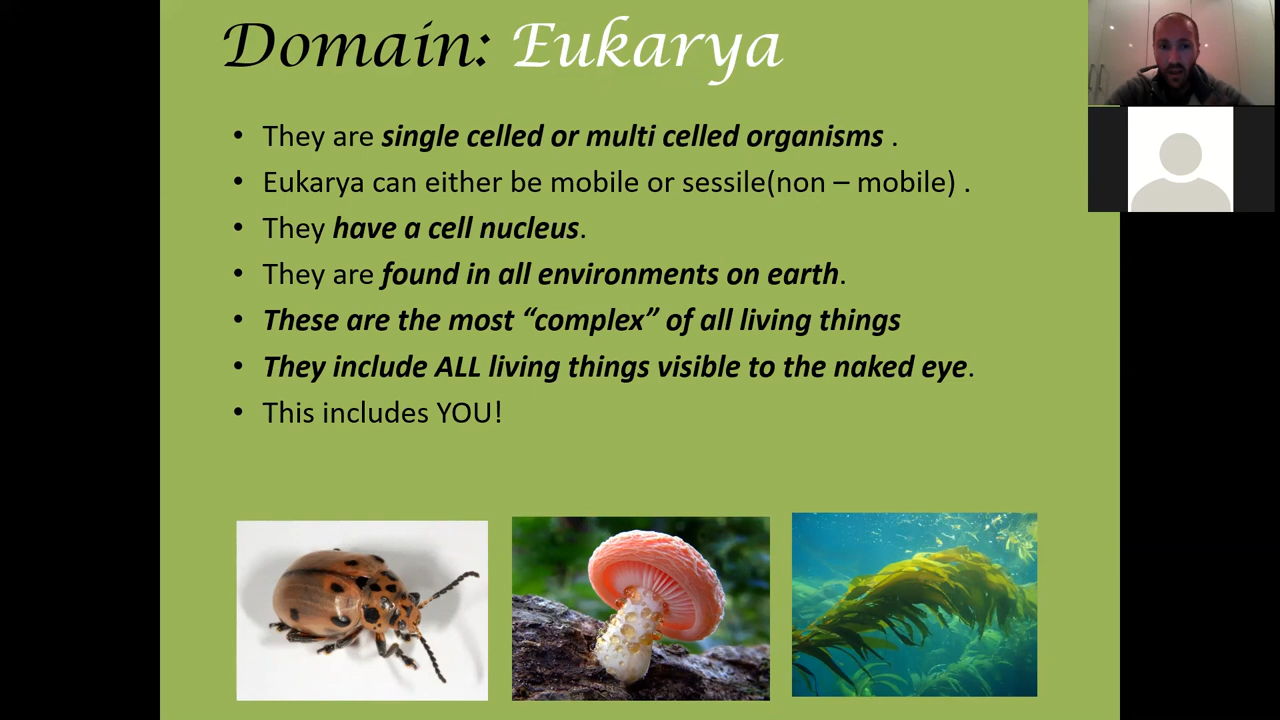 Domain: Eukarya
• They are single celled or multi celled organisms .
• Eukarya can either be mobile or sessile(non – mobile) .
• They have a cell nucleus.
• They are found in all environments on earth.
• These are the most “complex” of all living things
• They include ALL living things visible to the naked eye.
• This includes YOU!